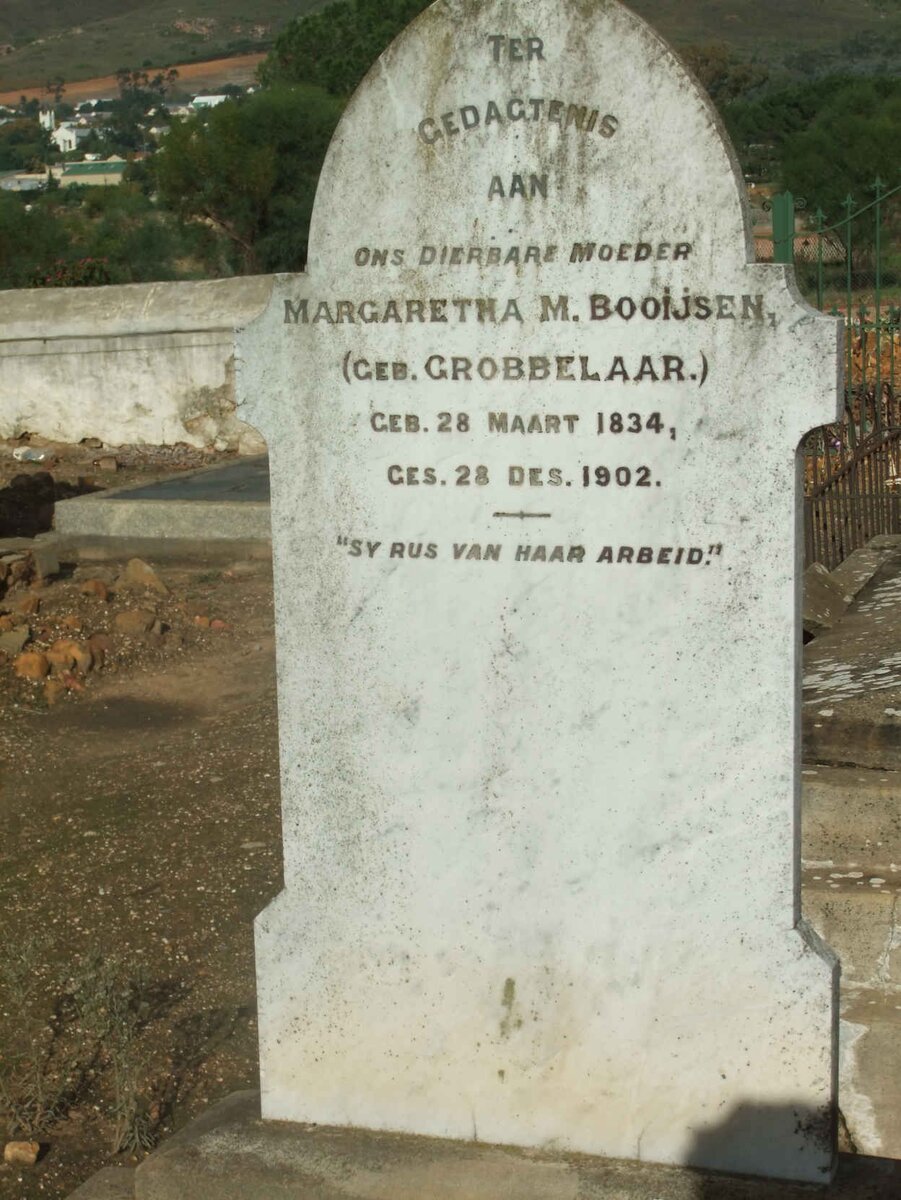 TER
GEDACTENIS
AAN
ONS DIERBARE MOEDER
MARGARETHA M. BOOIJSEN,
(GEB. GROBBELAAR.)
GEB. 28 MAART 1834,
GES. 28 DES. 1902.
"SY RUS VAN HAAR ARBEID."